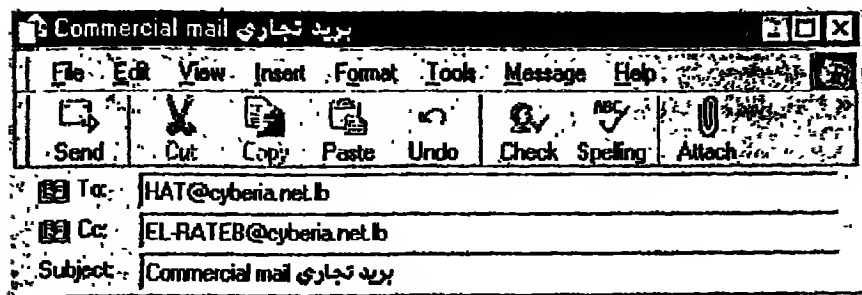 Commercial mail بريد تجاري
File Edit View Insert Format Tools Message Help
Send Cut Copy Paste Undo Check Spelling Attach
To: HAT@cyberia.net.lb
Cc: EL-RATEB@cyberia.net.lb
Subject: Commercial mail بريد تجاري